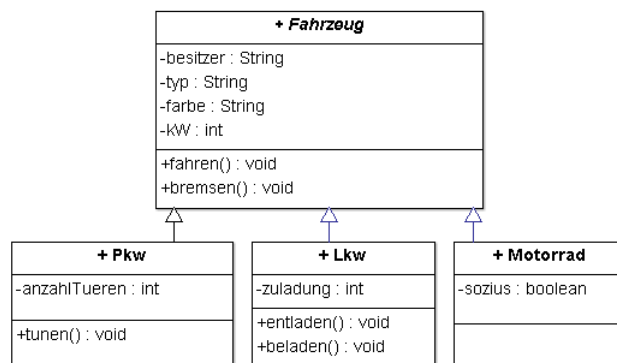 + Fahrzeug
-besitzer : String
-typ : String
-farbe : String
-kW : int
+fahren() : void
+bremsen() : void
+ Pkw
-anzahlTueren : int
+tunen() : void
+ Lkw
-zuladung : int
+entladen() : void
+beladen() : void
+ Motorrad
-sozius : boolean